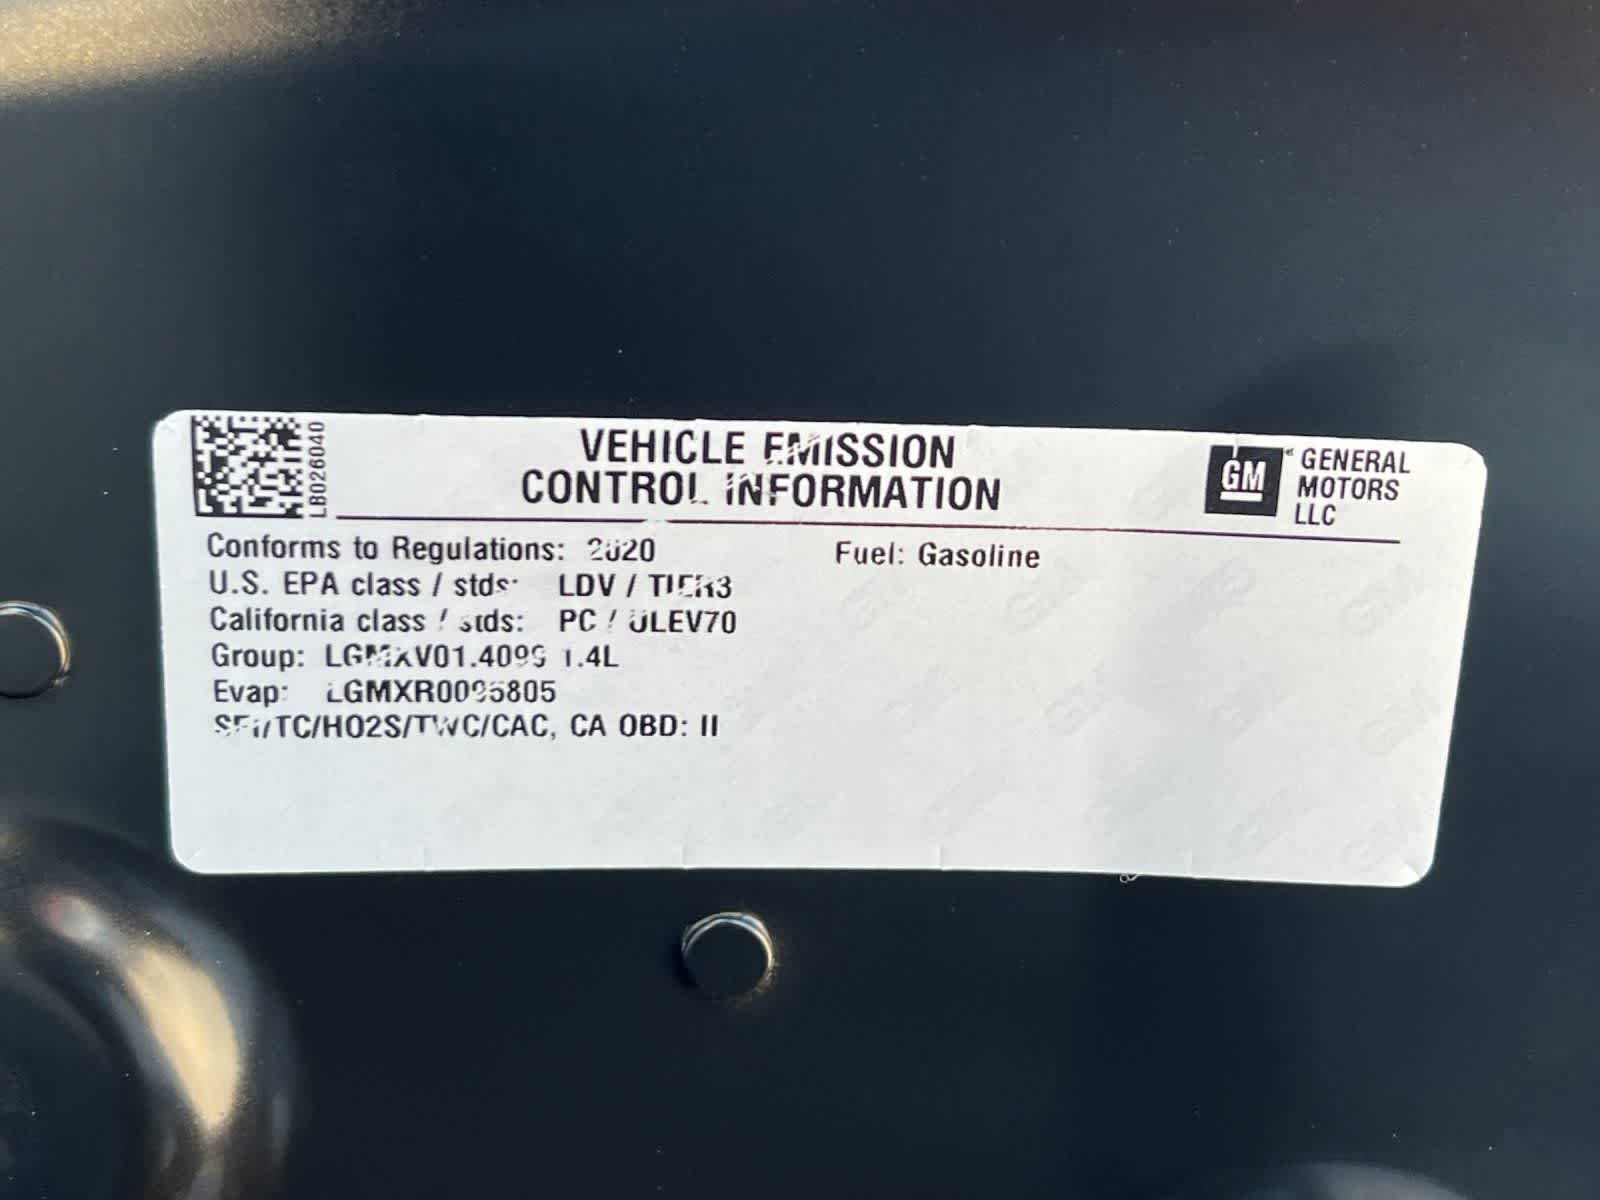 LB026040
VEHICLE EMISSION
CONTROL INFORMATION
GM
GENERAL
MOTORS
LLC
Conforms to Regulations: 2020
Fuel: Gasoline
U.S. EPA class / stds: LDV / TIER3
California class / stds: PC / ULEV70
Group: LGMXV01.4099 1.4L
Evap: LGMXR0095805
SFI/TC/HO2S/TWC/CAC, CA OBD: II